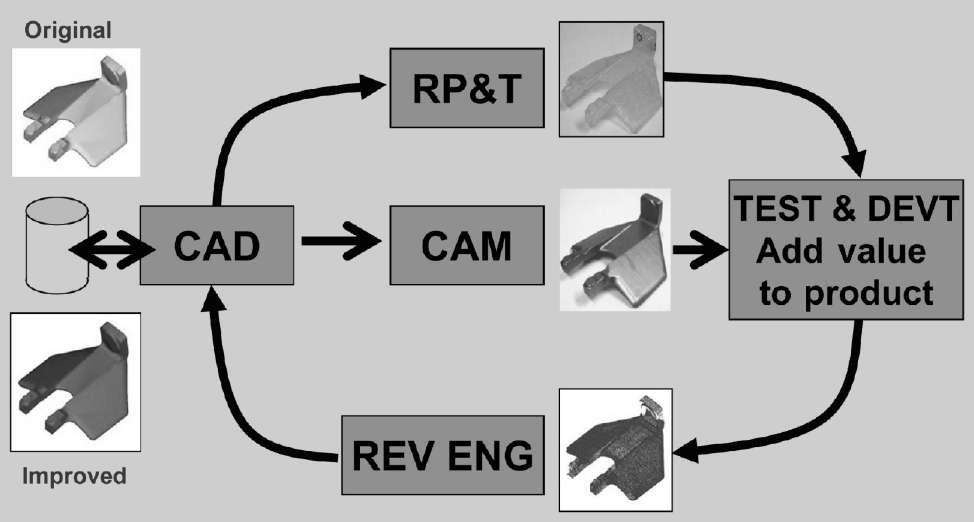 Original
RP&T
CAD
CAM
TEST & DEVT
Add value
to product
REV ENG
Improved